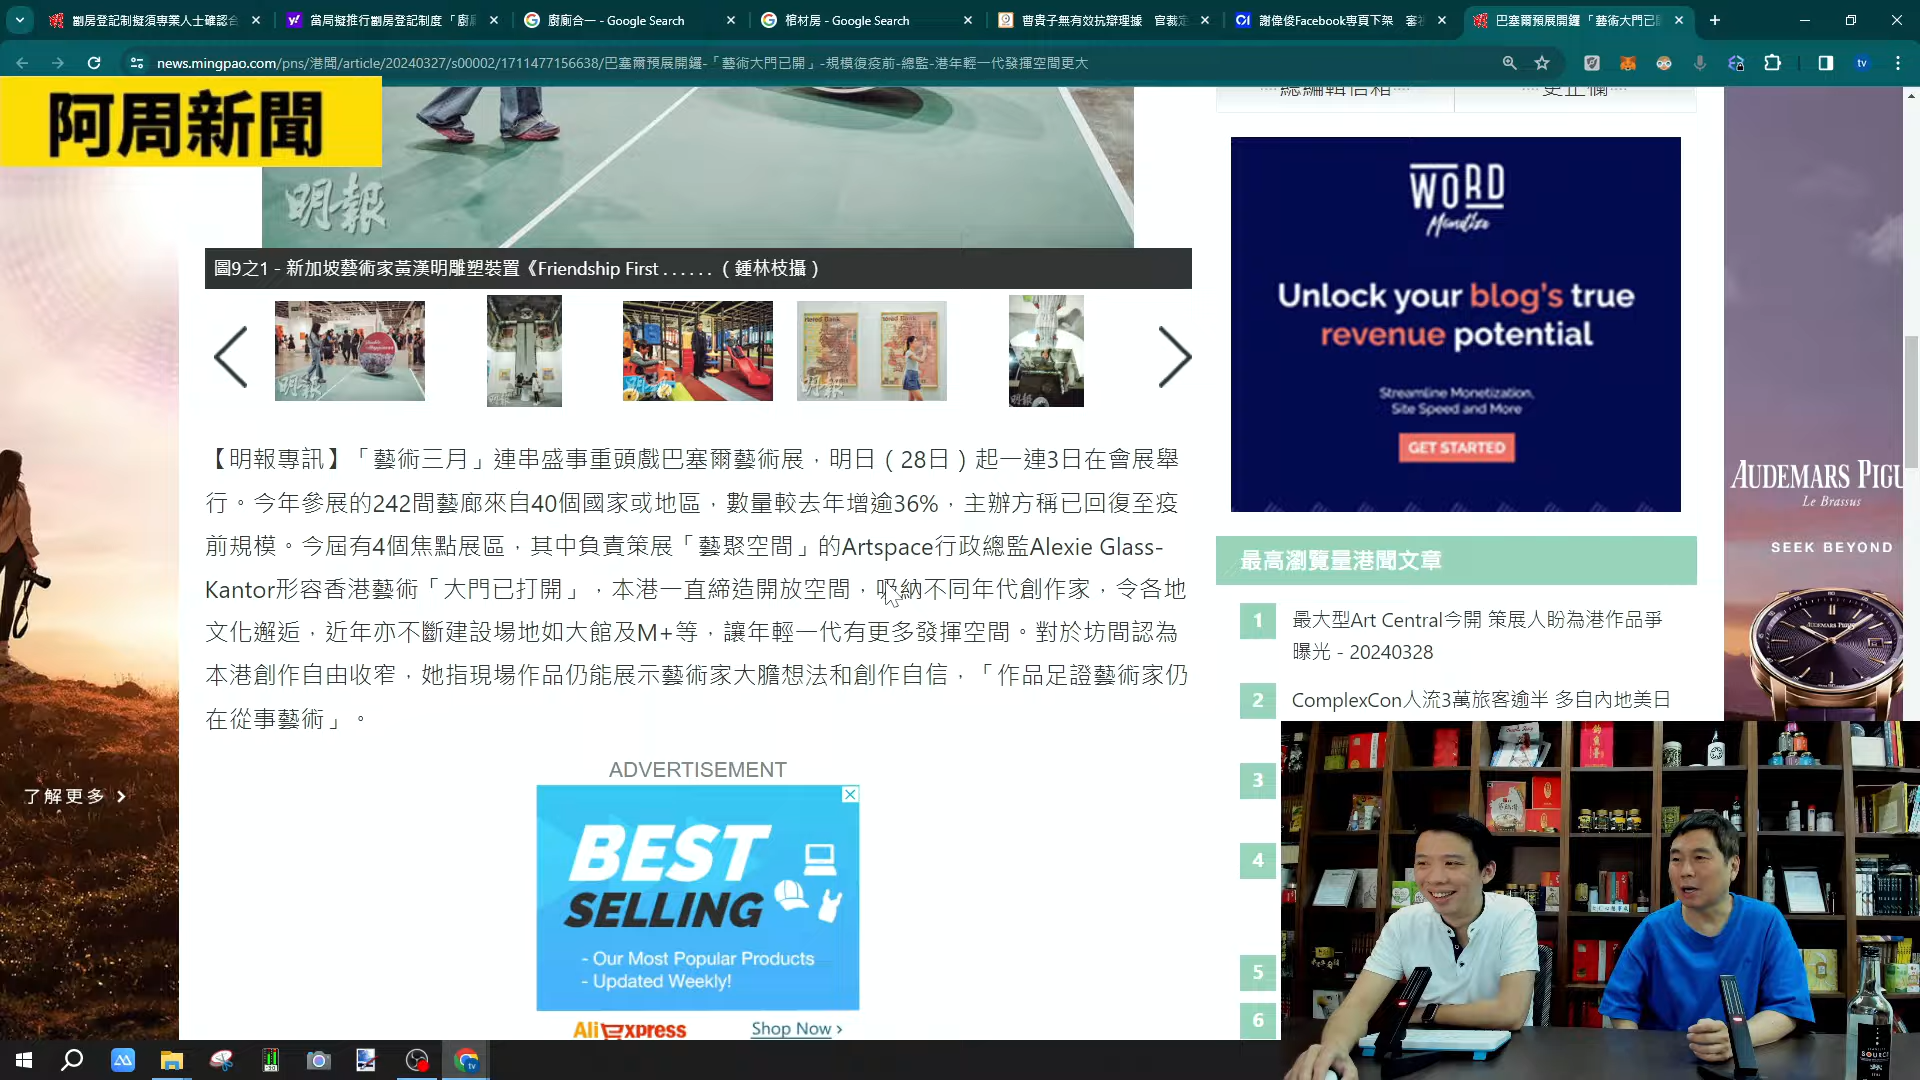 劏房登記制擬須專業人士確認合
當局擬推行劏房登記制度「廚廁
廚廁合一 - Google Search
棺材房 - Google Search
曹貴子無有效抗辯理據　官裁定
謝偉俊Facebook專頁下架　審裁
巴塞爾預展開鑼「藝術大門已開
news.mingpao.com/pns/港聞/article/20240327/s00002/1711477156638/巴塞爾預展開鑼-「藝術大門已開」-規模復疫前-總監-港年輕一代發揮空間更大
tv
阿周新聞
總編輯信箱
更正欄
明報
圖9之1 - 新加坡藝術家黃漢明雕塑裝置《Friendship First . . . . . .（鍾林枝攝）
【明報專訊】「藝術三月」連串盛事重頭戲巴塞爾藝術展，明日（28日）起一連3日在會展舉
行。今年參展的242間藝廊來自40個國家或地區，數量較去年增逾36%，主辦方稱已回復至疫
前規模。今屆有4個焦點展區，其中負責策展「藝聚空間」的Artspace行政總監Alexie Glass-
Kantor形容香港藝術「大門已打開」，本港一直締造開放空間，吸納不同年代創作家，令各地
文化邂逅，近年亦不斷建設場地如大館及M+等，讓年輕一代有更多發揮空間。對於坊間認為
本港創作自由收窄，她指現場作品仍能展示藝術家大膽想法和創作自信，「作品足證藝術家仍
在從事藝術」。
ADVERTISEMENT
BEST
SELLING
- Our Most Popular Products
- Updated Weekly!
AliExpress
Shop Now ›
WORD
Monetize
Unlock your blog's true
revenue potential
Streamline Monetization,
Site Speed and More
GET STARTED
最高瀏覽量港聞文章
1
最大型Art Central今開 策展人盼為港作品爭
曝光 - 20240328
2
ComplexCon人流3萬旅客逾半 多自內地美日
3
4
5
6
AUDEMARS PIGU
Le Brassus
SEEK BEYOND
了解更多
SOURCE